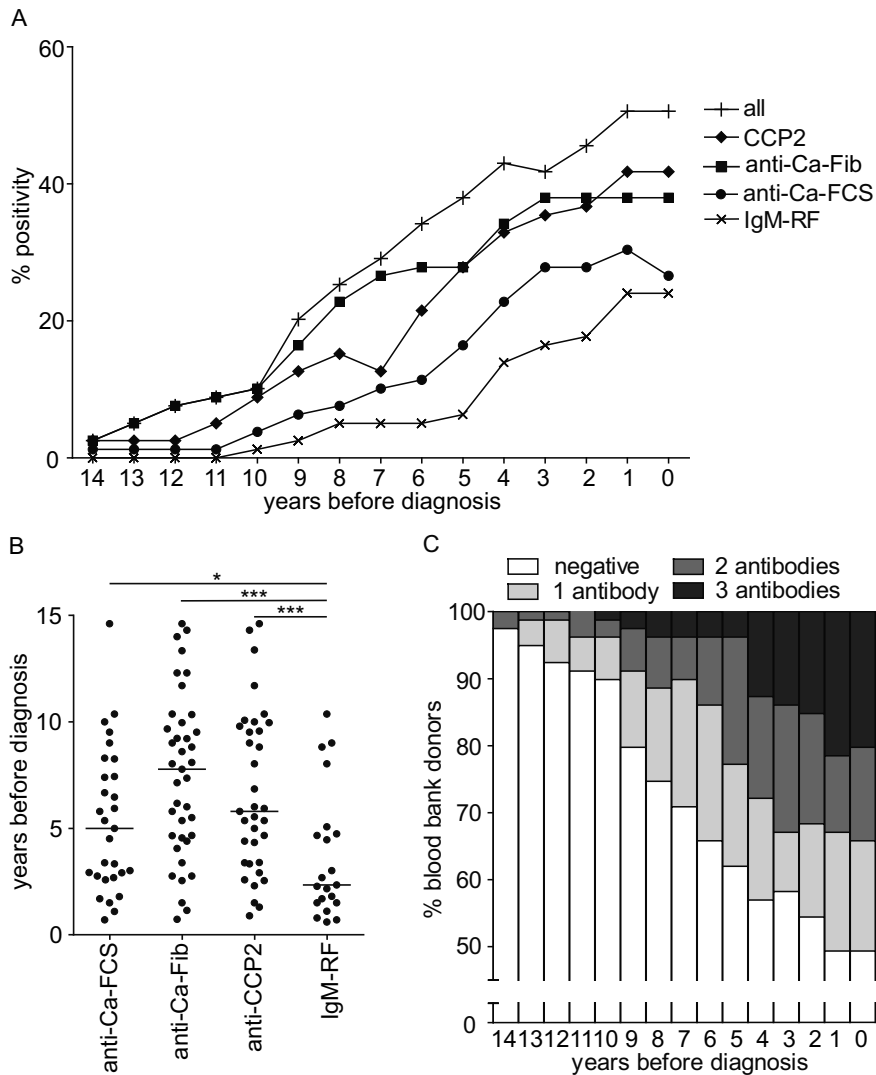 A
60
40
20
0
% positivity
14 13 12 11 10 9 8 7 6 5 4 3 2 1 0
years before diagnosis
all
CCP2
anti-Ca-Fib
anti-Ca-FCS
IgM-RF
B
*
***
***
15
10
5
0
years before diagnosis
anti-Ca-FCS
anti-Ca-Fib
anti-CCP2
IgM-RF
C
negative
2 antibodies
1 antibody
3 antibodies
100
90
80
70
60
50
0
% blood bank donors
14 13 12 11 10 9 8 7 6 5 4 3 2 1 0
years before diagnosis